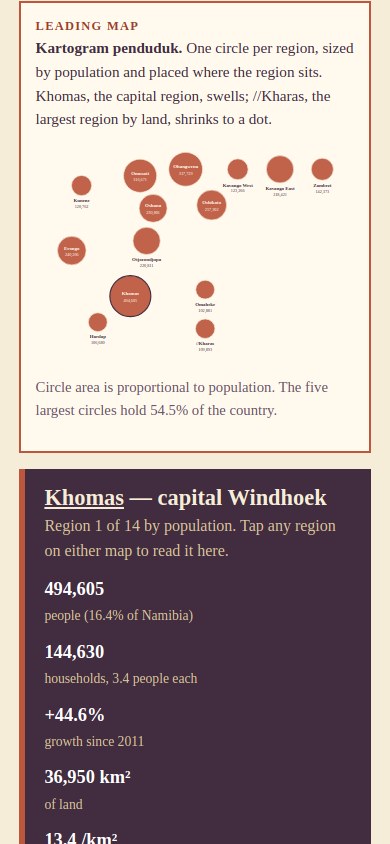 LEADING MAP
Kartogram penduduk. One circle per region, sized
by population and placed where the region sits.
Khomas, the capital region, swells; //Kharas, the
largest region by land, shrinks to a dot.
Ohangwena
Omusati
Kavango West
Kavango East
Zambezi
Kunene
Oshana
Oshikoto
Erongo
Otjozondjupa
Khomas
494,605
Omaheke
Hardap
//Kharas
Circle area is proportional to population. The five
largest circles hold 54.5% of the country.
Khomas — capital Windhoek
Region 1 of 14 by population. Tap any region
on either map to read it here.
494,605
people (16.4% of Namibia)
144,630
households, 3.4 people each
+44.6%
growth since 2011
36,950 km²
of land
13.4 /km²